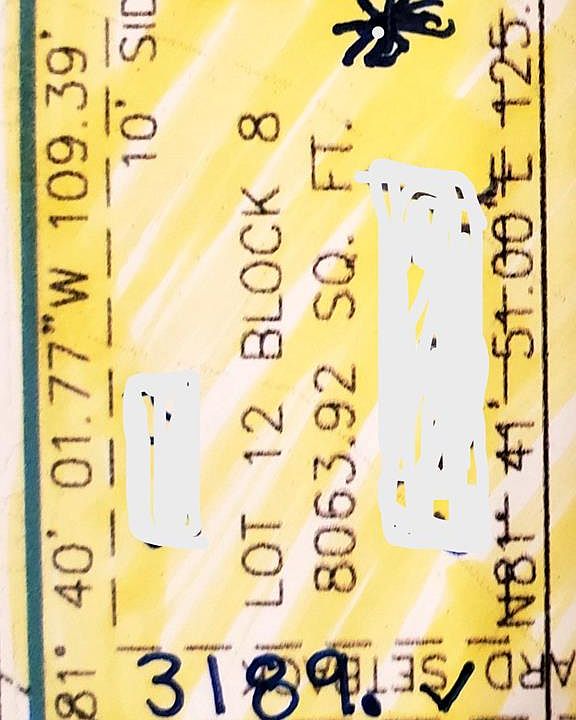 81° 40' 01.77"W 109.39'
10' SID
LOT 12 BLOCK 8
8063.92 SQ. FT.
N81° 41' 51.00"E 125.
3189. ✓
ARD SETBACK